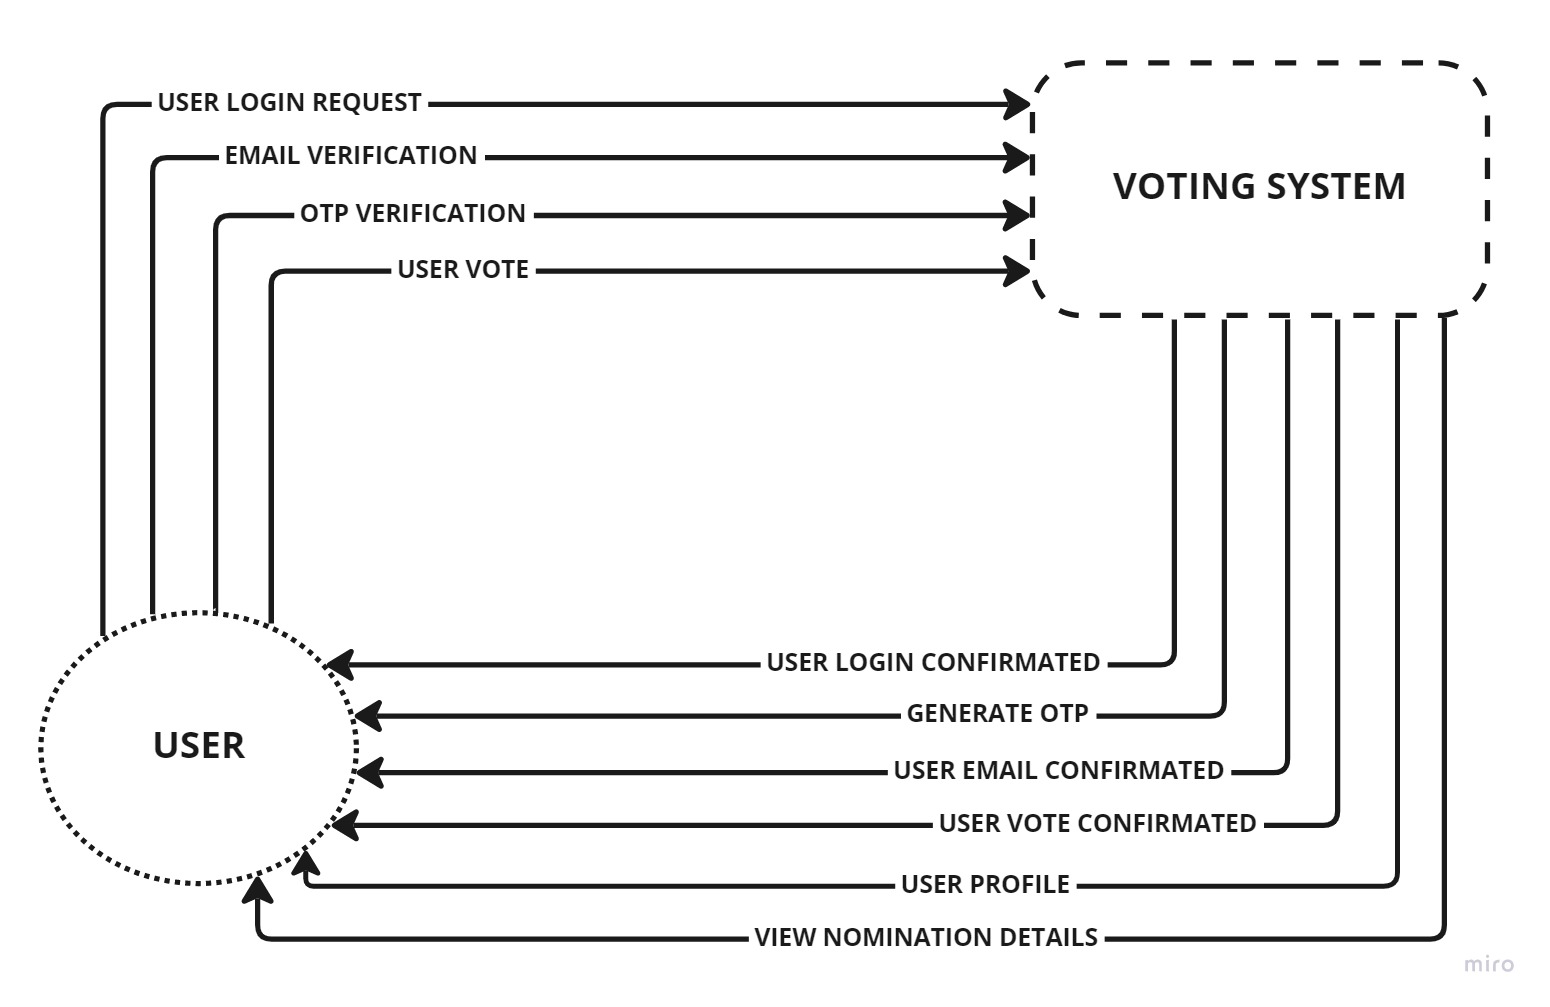 USER LOGIN REQUEST
EMAIL VERIFICATION
OTP VERIFICATION
USER VOTE
VOTING SYSTEM
USER
USER LOGIN CONFIRMATED
GENERATE OTP
USER EMAIL CONFIRMATED
USER VOTE CONFIRMATED
USER PROFILE
VIEW NOMINATION DETAILS
miro